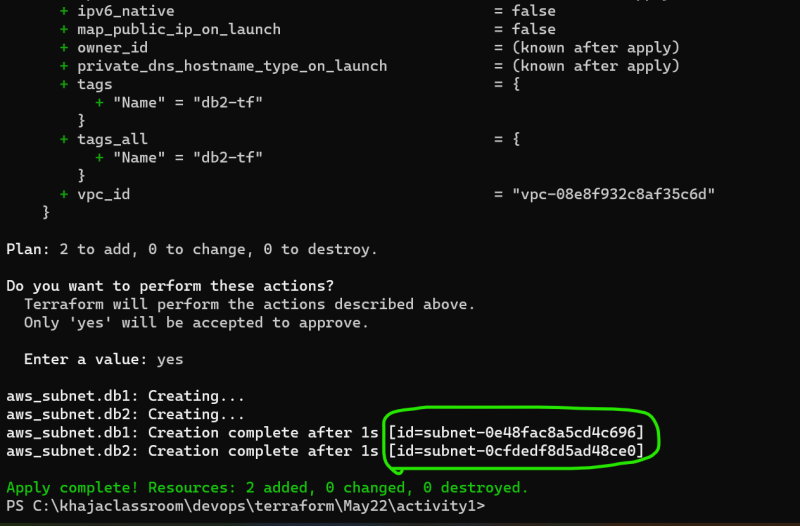 + ipv6_native = false
+ map_public_ip_on_launch = false
+ owner_id = (known after apply)
+ private_dns_hostname_type_on_launch = (known after apply)
+ tags = {
+ "Name" = "db2-tf"
}
+ tags_all = {
+ "Name" = "db2-tf"
}
+ vpc_id = "vpc-08e8f932c8af35c6d"
}
Plan: 2 to add, 0 to change, 0 to destroy.
Do you want to perform these actions?
Terraform will perform the actions described above.
Only 'yes' will be accepted to approve.
Enter a value: yes
aws_subnet.db1: Creating...
aws_subnet.db2: Creating...
aws_subnet.db1: Creation complete after 1s [id=subnet-0e48fac8a5cd4c696]
aws_subnet.db2: Creation complete after 1s [id=subnet-0cfdedf8d5ad48ce0]
Apply complete! Resources: 2 added, 0 changed, 0 destroyed.
PS C:\khajaclassroom\devops\terraform\May22\activity1>